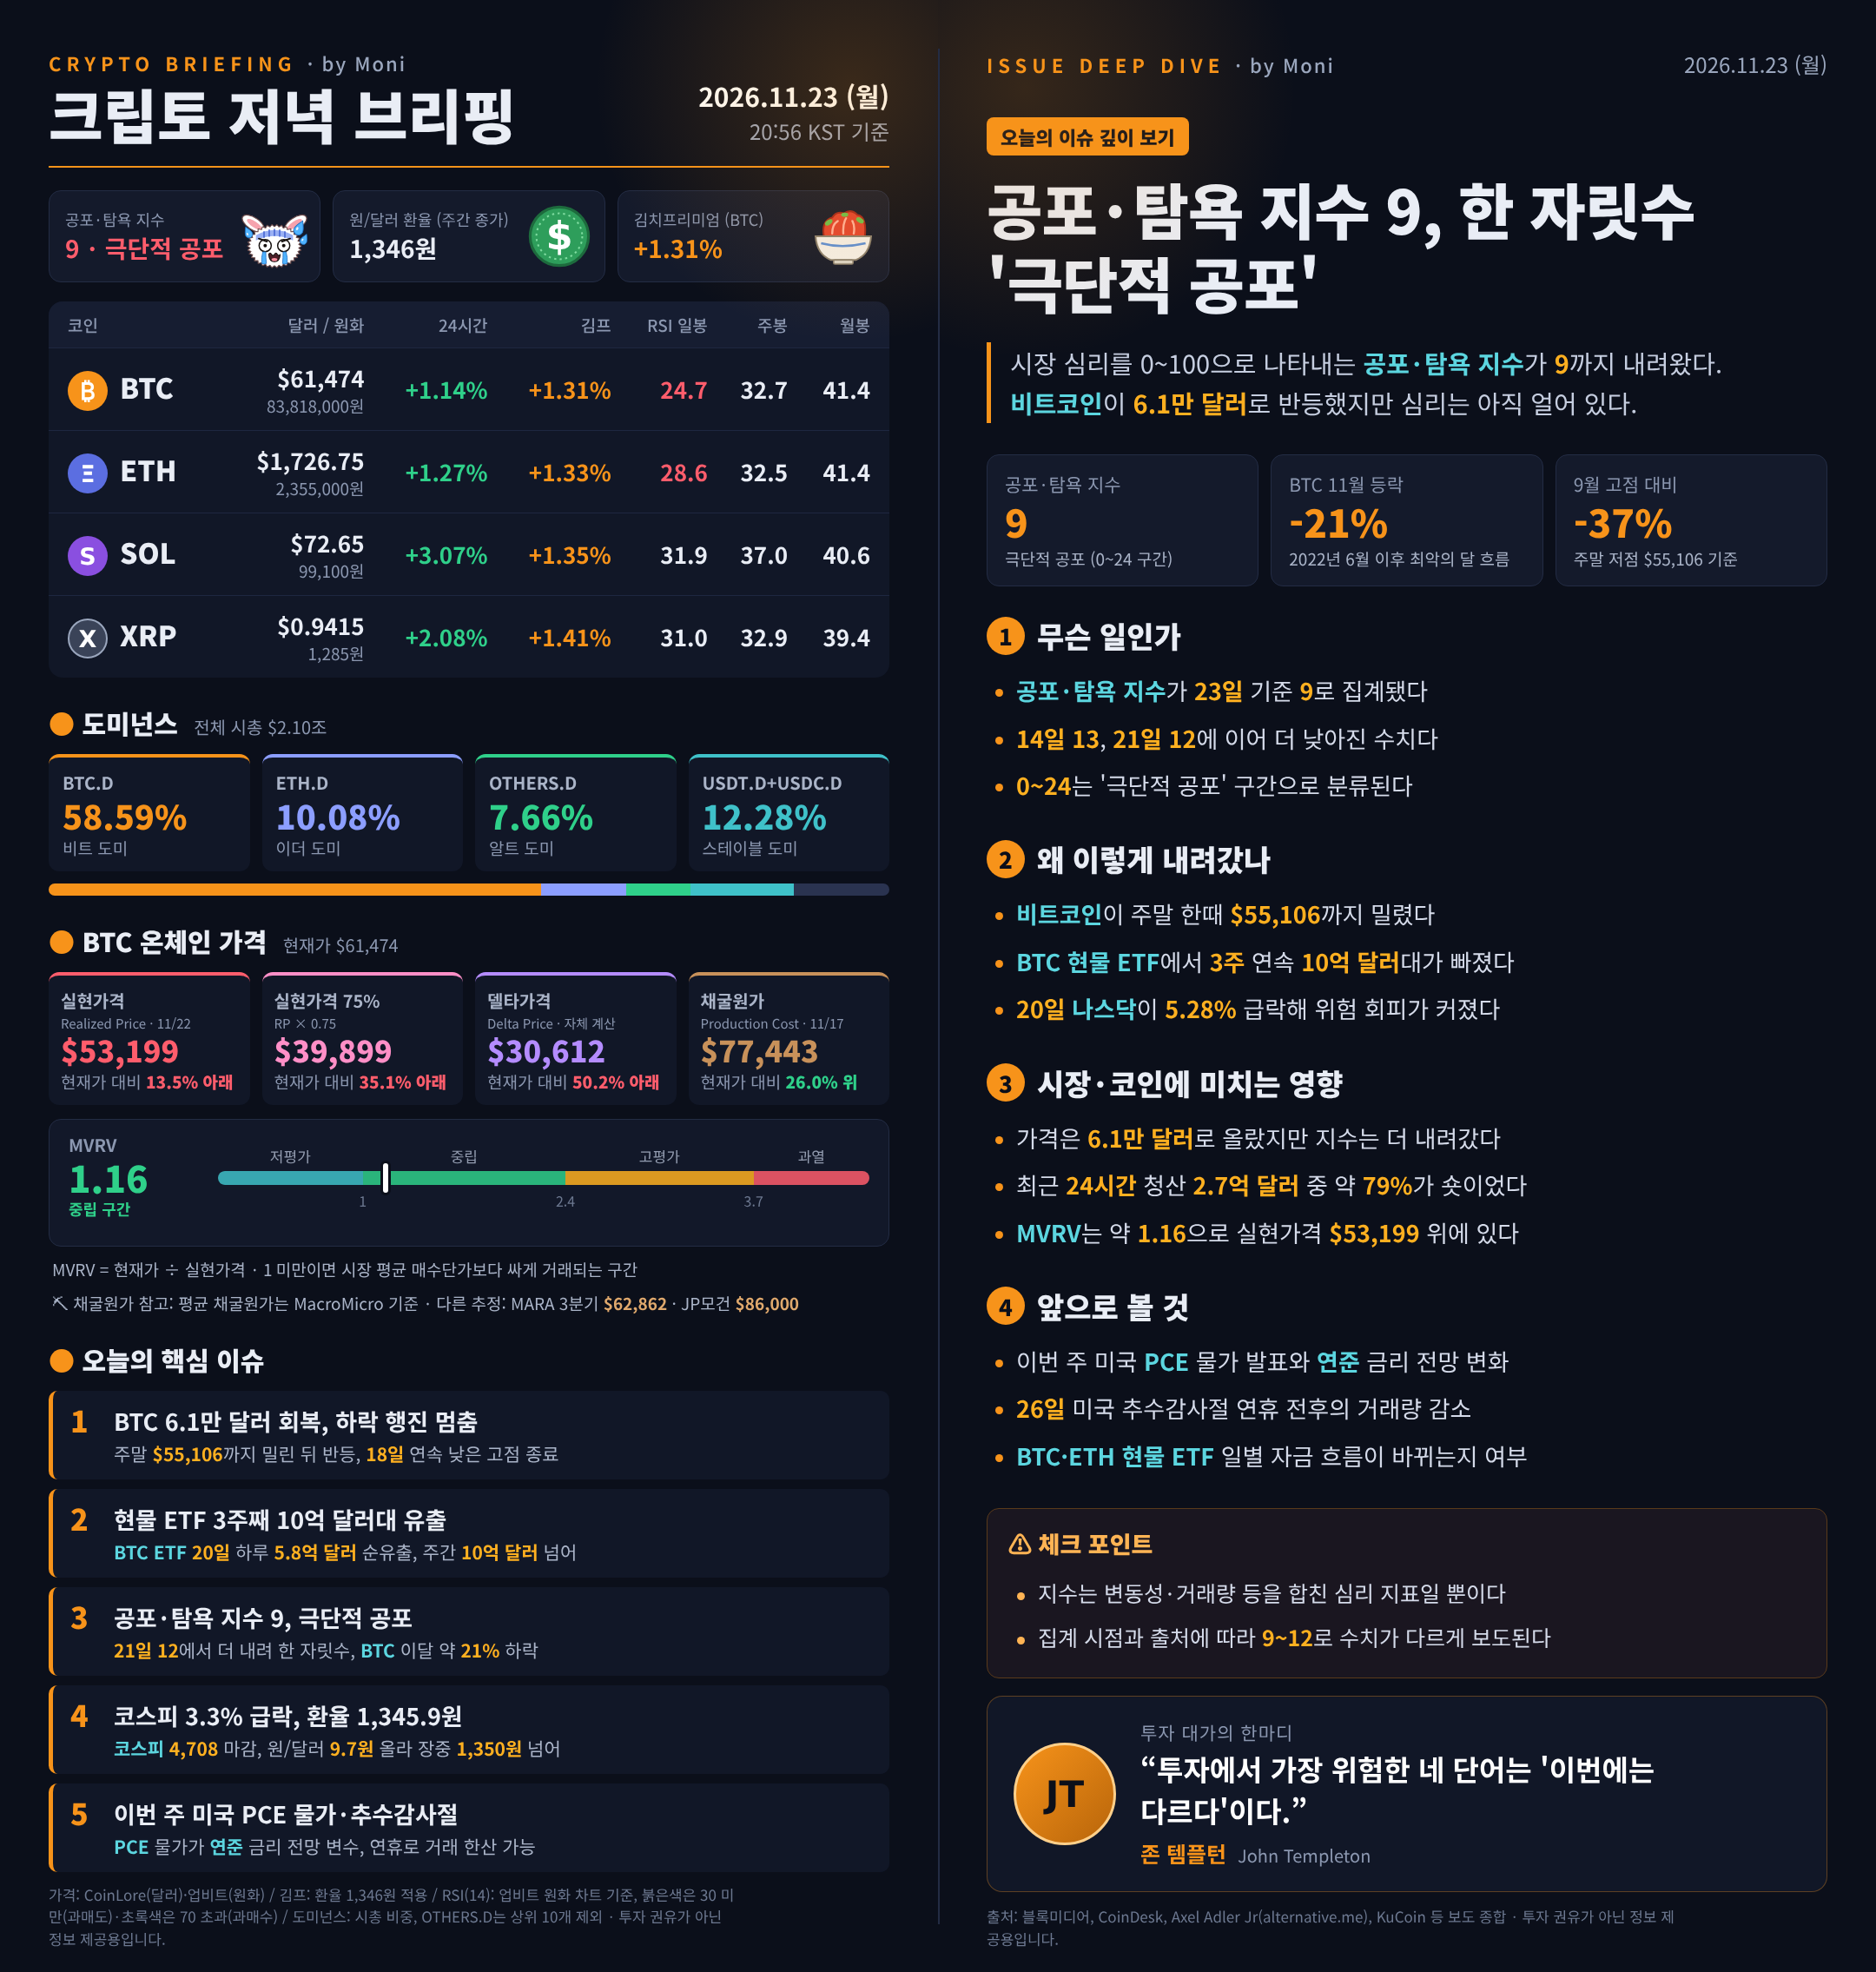 CRYPTO BRIEFING · by Moni
크립토 저녁 브리핑
2026.11.23 (월)
20:56 KST 기준
공포·탐욕 지수
9 · 극단적 공포
원/달러 환율 (주간 종가)
1,346원
$
김치프리미엄 (BTC)
+1.31%
코인 달러 / 원화 24시간 김프 RSI 일봉 주봉 월봉
₿ BTC $61,474 +1.14% +1.31% 24.7 32.7 41.4
83,818,000원
Ξ ETH $1,726.75 +1.27% +1.33% 28.6 32.5 41.4
2,355,000원
S SOL $72.65 +3.07% +1.35% 31.9 37.0 40.6
99,100원
X XRP $0.9415 +2.08% +1.41% 31.0 32.9 39.4
1,285원
도미넌스 전체 시총 $2.10조
BTC.D
58.59%
비트 도미
ETH.D
10.08%
이더 도미
OTHERS.D
7.66%
알트 도미
USDT.D+USDC.D
12.28%
스테이블 도미
BTC 온체인 가격 현재가 $61,474
실현가격
Realized Price · 11/22
$53,199
현재가 대비 13.5% 아래
실현가격 75%
RP × 0.75
$39,899
현재가 대비 35.1% 아래
델타가격
Delta Price · 자체 계산
$30,612
현재가 대비 50.2% 아래
채굴원가
Production Cost · 11/17
$77,443
현재가 대비 26.0% 위
MVRV
1.16
중립 구간
저평가 중립 고평가 과열
1 2.4 3.7
MVRV = 현재가 ÷ 실현가격 · 1 미만이면 시장 평균 매수단가보다 싸게 거래되는 구간
⛏ 채굴원가 참고: 평균 채굴원가는 MacroMicro 기준 · 다른 추정: MARA 3분기 $62,862 · JP모건 $86,000
오늘의 핵심 이슈
1 BTC 6.1만 달러 회복, 하락 행진 멈춤
주말 $55,106까지 밀린 뒤 반등, 18일 연속 낮은 고점 종료
2 현물 ETF 3주째 10억 달러대 유출
BTC ETF 20일 하루 5.8억 달러 순유출, 주간 10억 달러 넘어
3 공포·탐욕 지수 9, 극단적 공포
21일 12에서 더 내려 한 자릿수, BTC 이달 약 21% 하락
4 코스피 3.3% 급락, 환율 1,345.9원
코스피 4,708 마감, 원/달러 9.7원 올라 장중 1,350원 넘어
5 이번 주 미국 PCE 물가·추수감사절
PCE 물가가 연준 금리 전망 변수, 연휴로 거래 한산 가능
가격: CoinLore(달러)·업비트(원화) / 김프: 환율 1,346원 적용 / RSI(14): 업비트 원화 차트 기준, 붉은색은 30 미
만(과매도)·초록색은 70 초과(과매수) / 도미넌스: 시총 비중, OTHERS.D는 상위 10개 제외 · 투자 권유가 아닌
정보 제공용입니다.
ISSUE DEEP DIVE · by Moni
2026.11.23 (월)
오늘의 이슈 깊이 보기
공포·탐욕 지수 9, 한 자릿수
'극단적 공포'
시장 심리를 0~100으로 나타내는 공포·탐욕 지수가 9까지 내려왔다.
비트코인이 6.1만 달러로 반등했지만 심리는 아직 얼어 있다.
공포·탐욕 지수
9
극단적 공포 (0~24 구간)
BTC 11월 등락
-21%
2022년 6월 이후 최악의 달 흐름
9월 고점 대비
-37%
주말 저점 $55,106 기준
1 무슨 일인가
• 공포·탐욕 지수가 23일 기준 9로 집계됐다
• 14일 13, 21일 12에 이어 더 낮아진 수치다
• 0~24는 '극단적 공포' 구간으로 분류된다
2 왜 이렇게 내려갔나
• 비트코인이 주말 한때 $55,106까지 밀렸다
• BTC 현물 ETF에서 3주 연속 10억 달러대가 빠졌다
• 20일 나스닥이 5.28% 급락해 위험 회피가 커졌다
3 시장·코인에 미치는 영향
• 가격은 6.1만 달러로 올랐지만 지수는 더 내려갔다
• 최근 24시간 청산 2.7억 달러 중 약 79%가 숏이었다
• MVRV는 약 1.16으로 실현가격 $53,199 위에 있다
4 앞으로 볼 것
• 이번 주 미국 PCE 물가 발표와 연준 금리 전망 변화
• 26일 미국 추수감사절 연휴 전후의 거래량 감소
• BTC·ETH 현물 ETF 일별 자금 흐름이 바뀌는지 여부
⚠ 체크 포인트
• 지수는 변동성·거래량 등을 합친 심리 지표일 뿐이다
• 집계 시점과 출처에 따라 9~12로 수치가 다르게 보도된다
JT
투자 대가의 한마디
“투자에서 가장 위험한 네 단어는 '이번에는
다르다'이다.”
존 템플턴 John Templeton
출처: 블록미디어, CoinDesk, Axel Adler Jr(alternative.me), KuCoin 등 보도 종합 · 투자 권유가 아닌 정보 제
공용입니다.